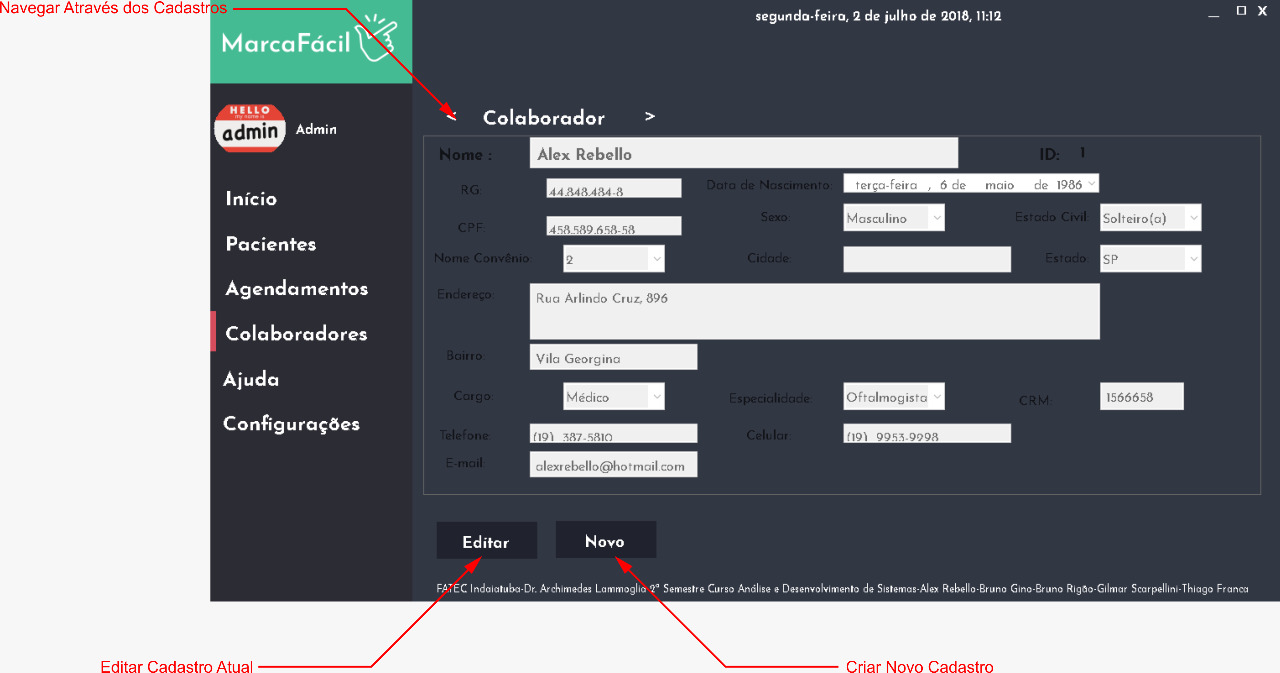 Navegar Através dos Cadastros
segunda-feira, 2 de julho de 2018, 11:12
MarcaFácil
HELLO
my name is
admin
Admin
Início
Pacientes
Agendamentos
Colaboradores
Ajuda
Configurações
< Colaborador >
Nome : Alex Rebello ID: 1
RG: 44.848.484-8 Data de Nascimento: terça-feira , 6 de maio de 1986
CPF: 458.589.658-58 Sexo: Masculino Estado Civil: Solteiro(a)
Nome Convênio: 2 Cidade: Estado: SP
Endereço: Rua Arlindo Cruz, 896
Bairro: Vila Georgina
Cargo: Médico Especialidade: Oftalmogista CRM: 1566658
Telefone: (19) 387-5810 Celular: (19) 9953-9998
E-mail: alexrebello@hotmail.com
Editar Novo
FATEC Indaiatuba-Dr. Archimedes Lammoglia 2º Semestre Curso Análise e Desenvolvimento de Sistemas-Alex Rebello-Bruno Gino-Bruno Rigão-Gilmar Scarpellini-Thiago Franca
Editar Cadastro Atual
Criar Novo Cadastro